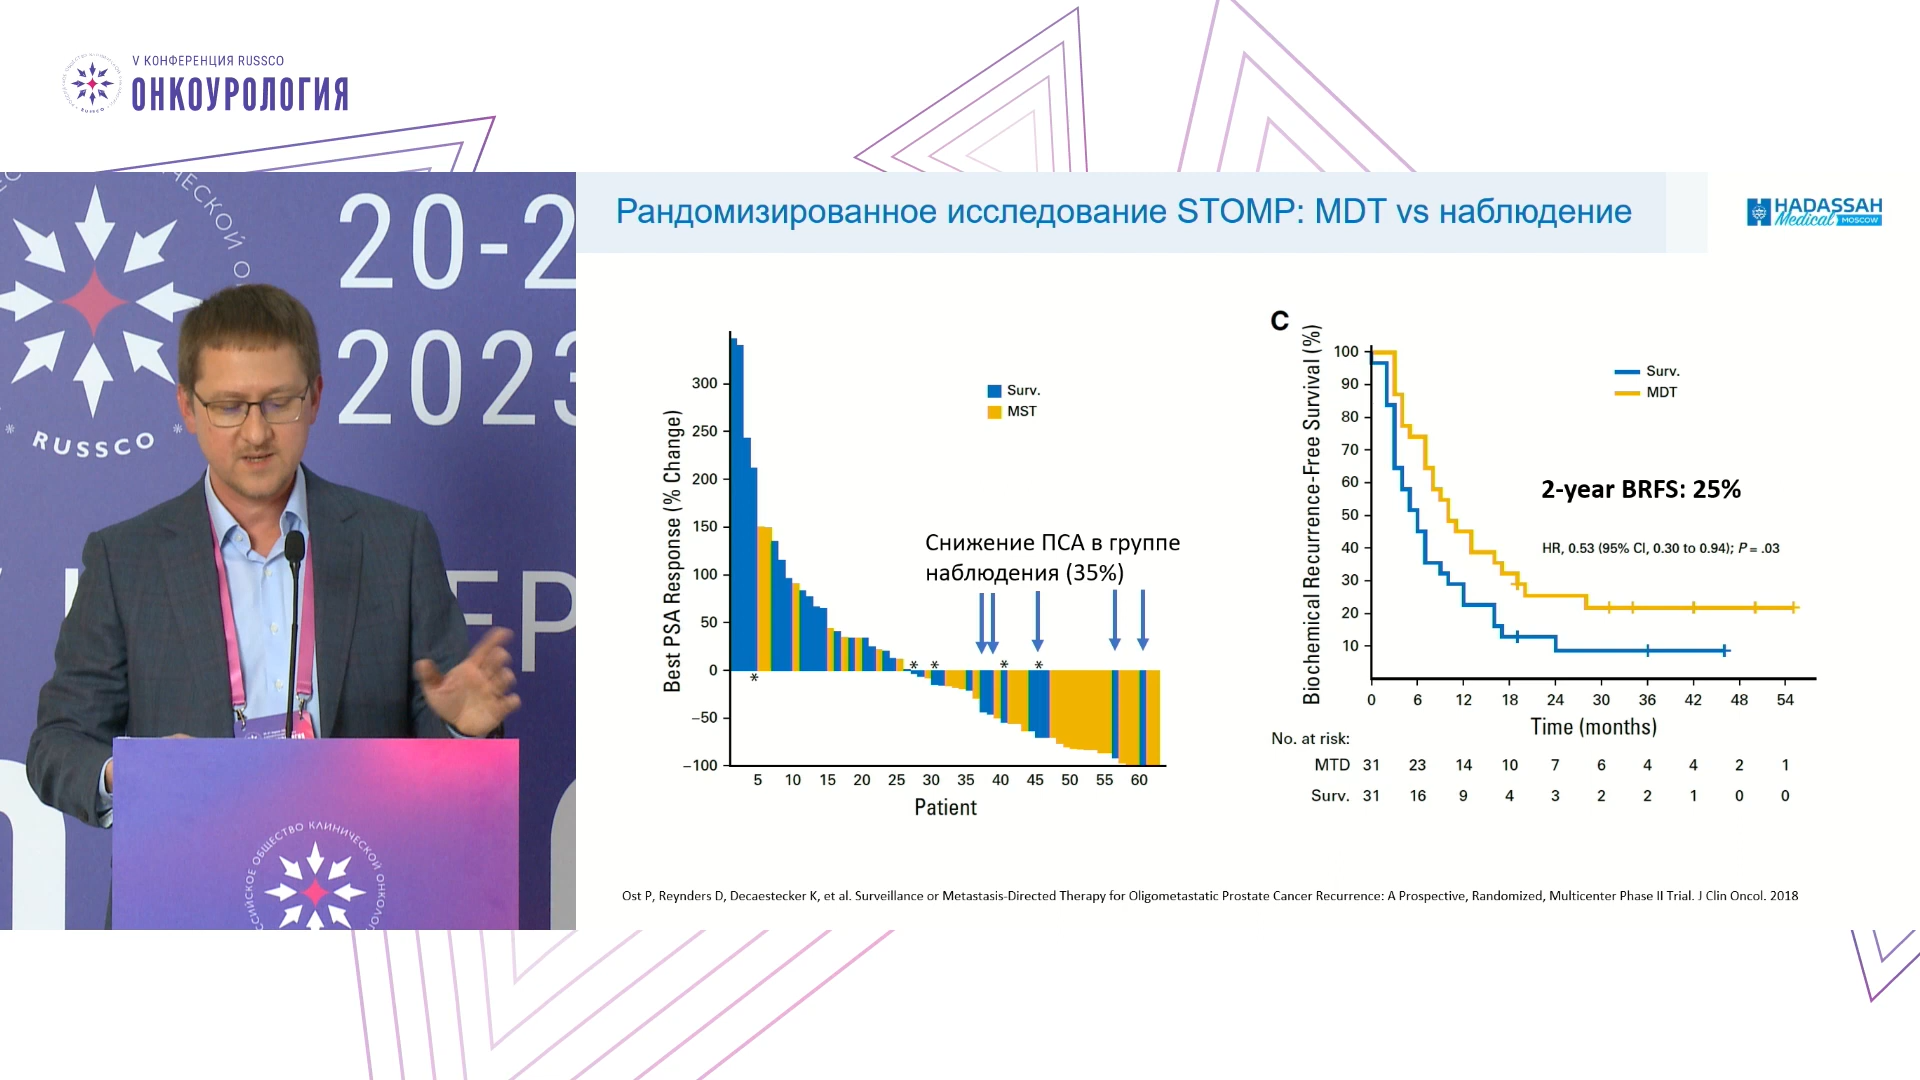 V КОНФЕРЕНЦИЯ RUSSCO
ОНКОУРОЛОГИЯ
20-2
2023
RUSSCO
Рандомизированное исследование STOMP: MDT vs наблюдение
HADASSAH
Medical MOSCOW
Best PSA Response (% Change)
300
250
200
150
100
50
0
−50
−100
Surv.
MST
Снижение ПСА в группе
наблюдения (35%)
* * * * *
5 10 15 20 25 30 35 40 45 50 55 60
Patient
C
Biochemical Recurrence-Free Survival (%)
100
90
80
70
60
50
40
30
20
10
Surv.
MDT
2-year BRFS: 25%
HR, 0.53 (95% CI, 0.30 to 0.94); P = .03
0 6 12 18 24 30 36 42 48 54
Time (months)
No. at risk:
MTD 31 23 14 10 7 6 4 4 2 1
Surv. 31 16 9 4 3 2 2 1 0 0
Ost P, Reynders D, Decaestecker K, et al. Surveillance or Metastasis-Directed Therapy for Oligometastatic Prostate Cancer Recurrence: A Prospective, Randomized, Multicenter Phase II Trial. J Clin Oncol. 2018
ОБЩЕСТВО КЛИНИЧЕСКОЙ